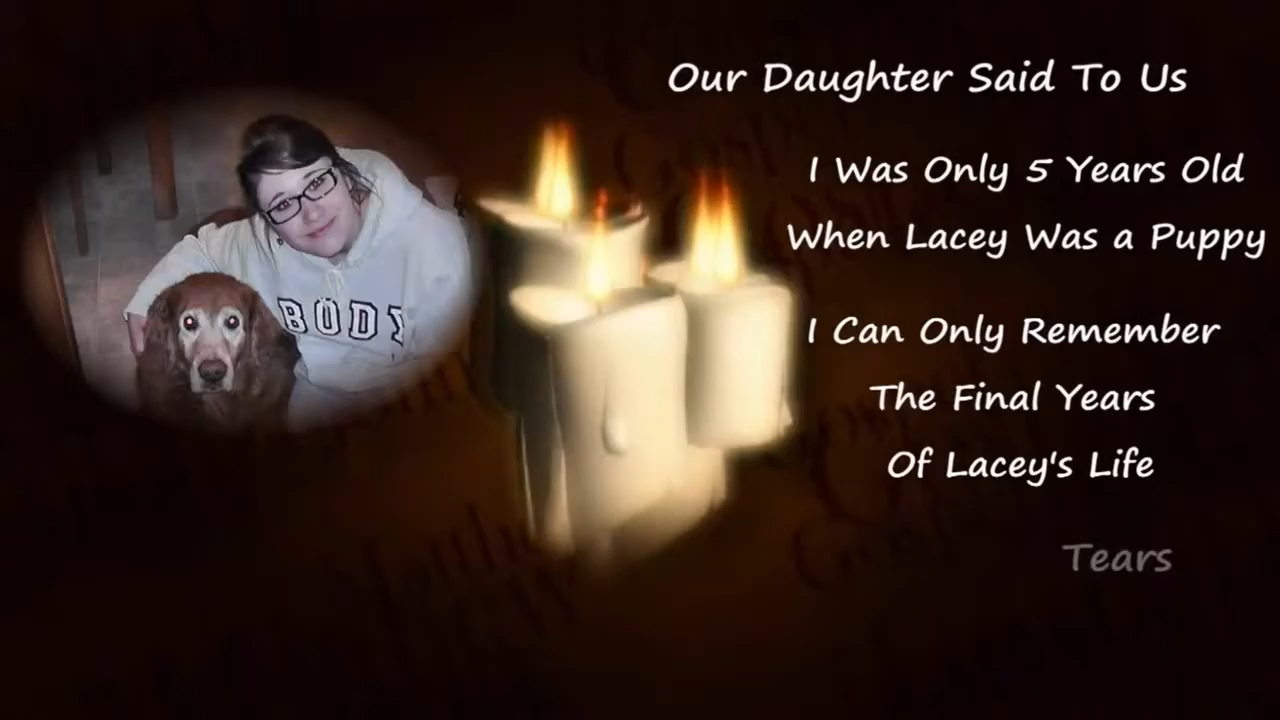 Our Daughter Said To Us
I Was Only 5 Years Old
When Lacey Was a Puppy
BODY
I Can Only Remember
The Final Years
Of Lacey's Life
Tears